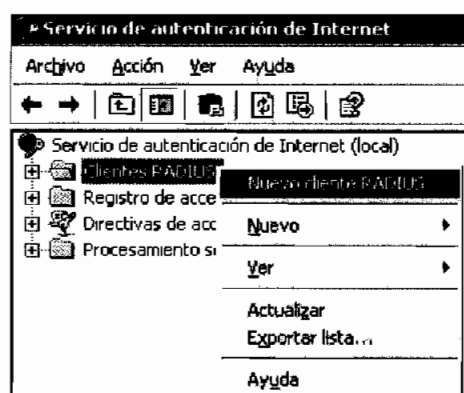 Servicio de autenticación de Internet
Archivo Acción Ver Ayuda
Servicio de autenticación de Internet (local)
Clientes RADIUS
Nuevo cliente RADIUS
Registro de acce
Directivas de acc
Nuevo
Procesamiento s
Ver
Actualizar
Exportar lista...
Ayuda